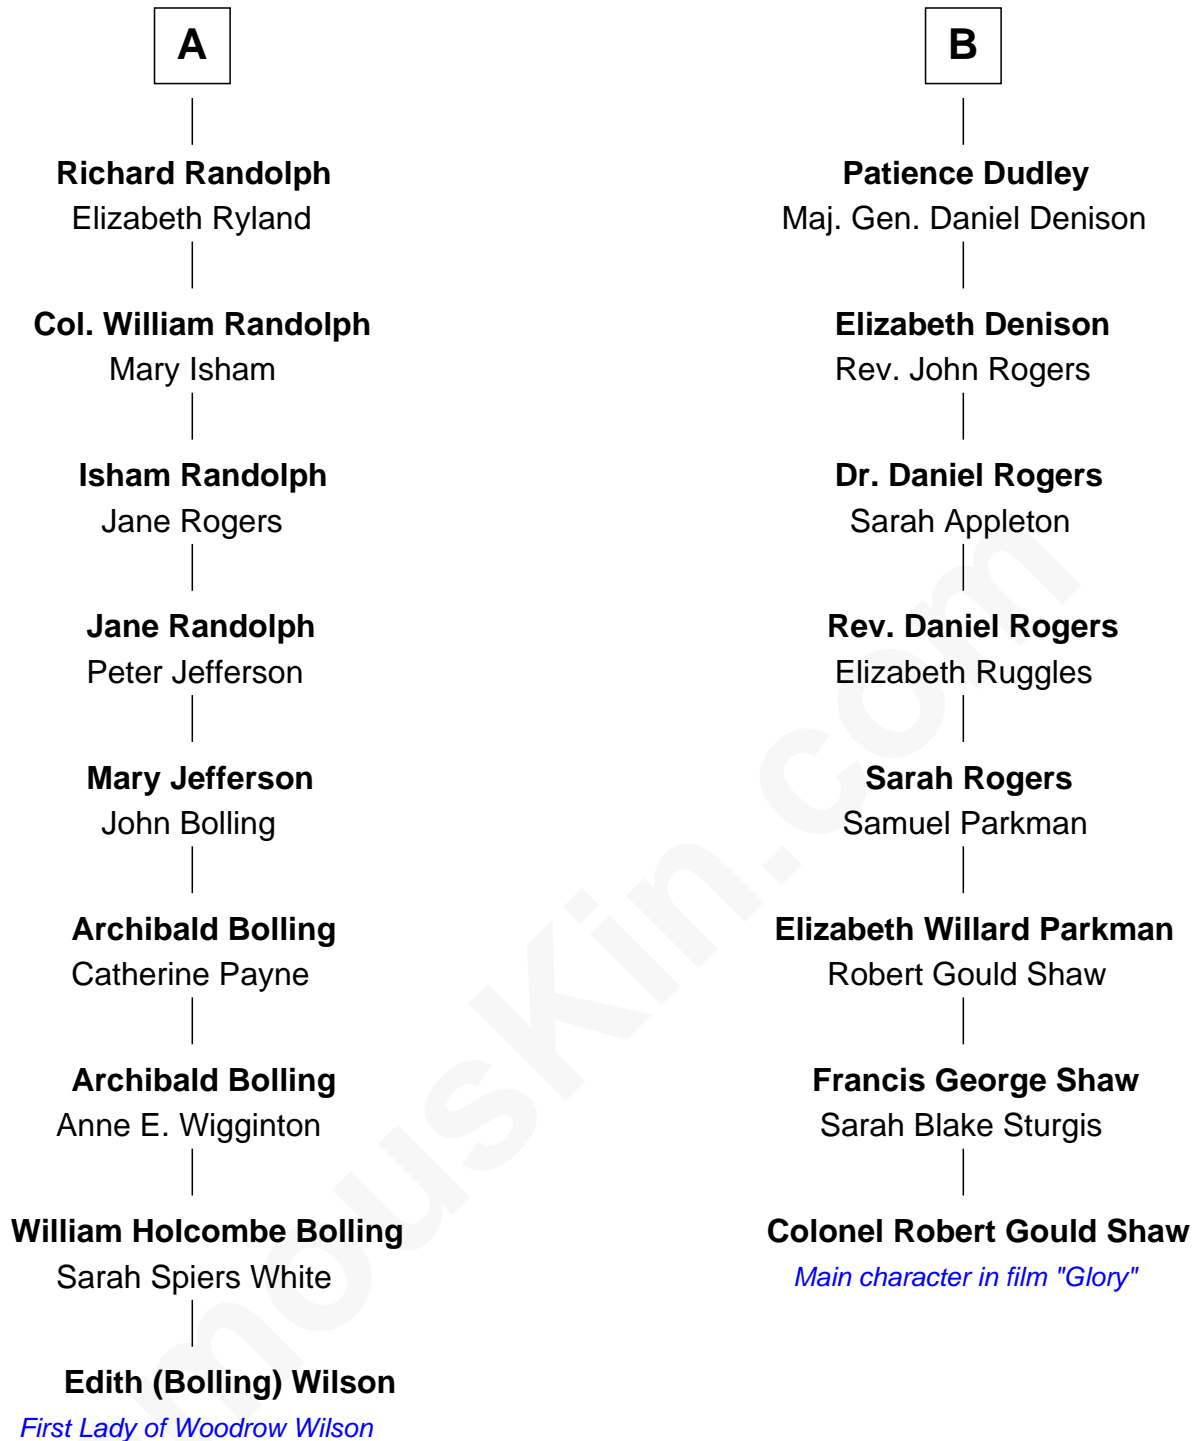 A
Richard Randolph
Elizabeth Ryland
Col. William Randolph
Mary Isham
Isham Randolph
Jane Rogers
Jane Randolph
Peter Jefferson
Mary Jefferson
John Bolling
Archibald Bolling
Catherine Payne
Archibald Bolling
Anne E. Wigginton
William Holcombe Bolling
Sarah Spiers White
Edith (Bolling) Wilson
First Lady of Woodrow Wilson
B
Patience Dudley
Maj. Gen. Daniel Denison
Elizabeth Denison
Rev. John Rogers
Dr. Daniel Rogers
Sarah Appleton
Rev. Daniel Rogers
Elizabeth Ruggles
Sarah Rogers
Samuel Parkman
Elizabeth Willard Parkman
Robert Gould Shaw
Francis George Shaw
Sarah Blake Sturgis
Colonel Robert Gould Shaw
Main character in film "Glory"
mousKin.com